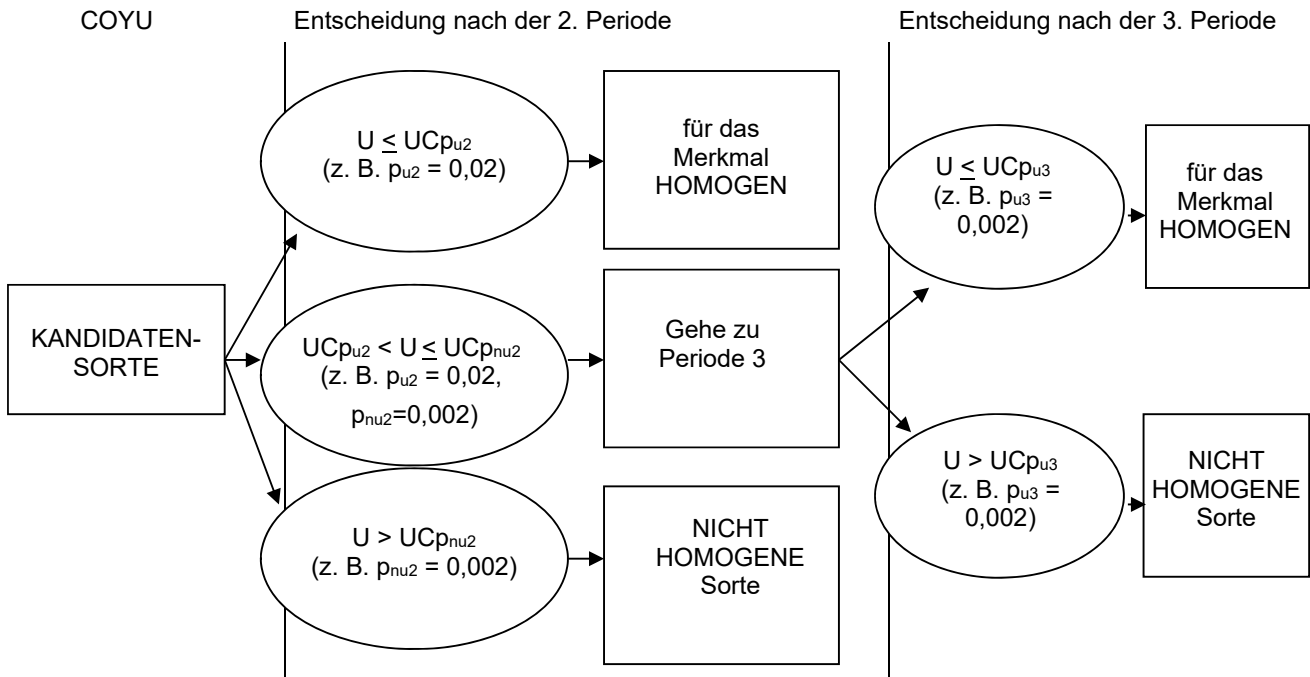 COYU
Entscheidung nach der 2. Periode
Entscheidung nach der 3. Periode
KANDIDATEN-
SORTE
U ≤ UCpu2
(z. B. pu2 = 0,02)
für das
Merkmal
HOMOGEN
UCpu2 < U ≤ UCpnu2
(z. B. pu2 = 0,02,
pnu2=0,002)
Gehe zu
Periode 3
U > UCpnu2
(z. B. pnu2 = 0,002)
NICHT
HOMOGENE
Sorte
U ≤ UCpu3
(z. B. pu3 =
0,002)
für das
Merkmal
HOMOGEN
U > UCpu3
(z. B. pu3 =
0,002)
NICHT
HOMOGENE
Sorte